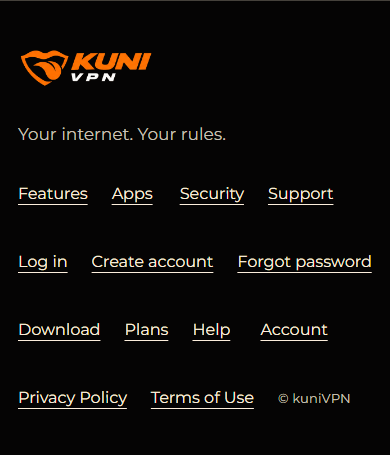 KUNI
VPN
Your internet. Your rules.
Features Apps Security Support
Log in Create account Forgot password
Download Plans Help Account
Privacy Policy Terms of Use © kuniVPN